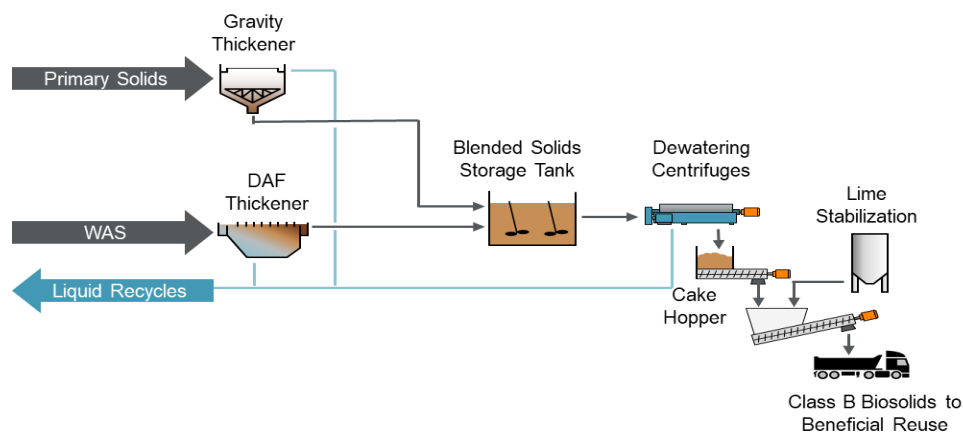 Gravity
Thickener
Primary Solids
Blended Solids
Storage Tank
Dewatering
Centrifuges
DAF
Thickener
Lime
Stabilization
WAS
Liquid Recycles
Cake
Hopper
Class B Biosolids to
Beneficial Reuse